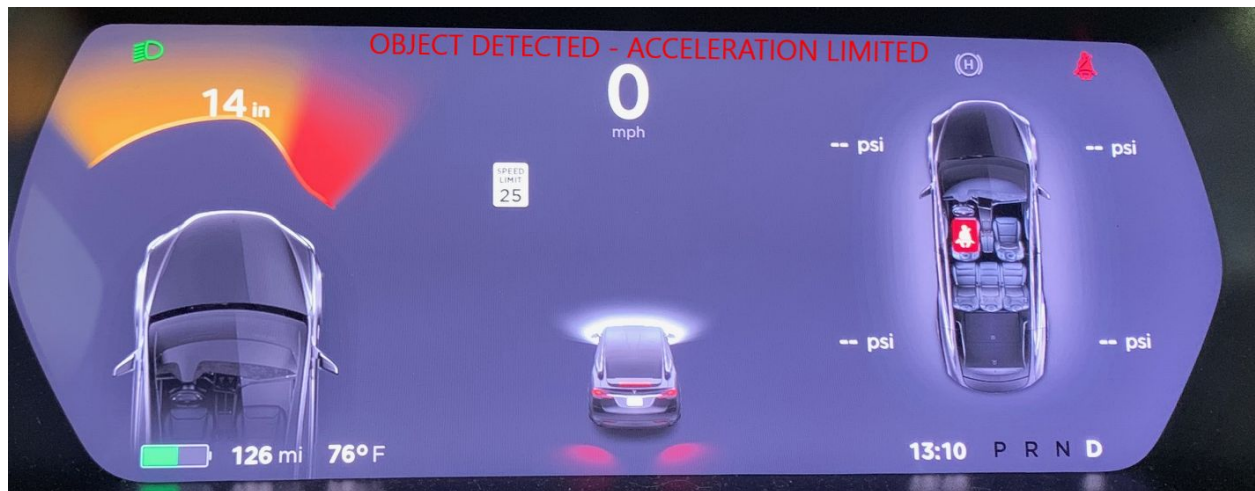 OBJECT DETECTED - ACCELERATION LIMITED
14 in
0
mph
SPEED
LIMIT
25
-- psi
-- psi
-- psi
-- psi
126 mi 76° F
13:10 P R N D